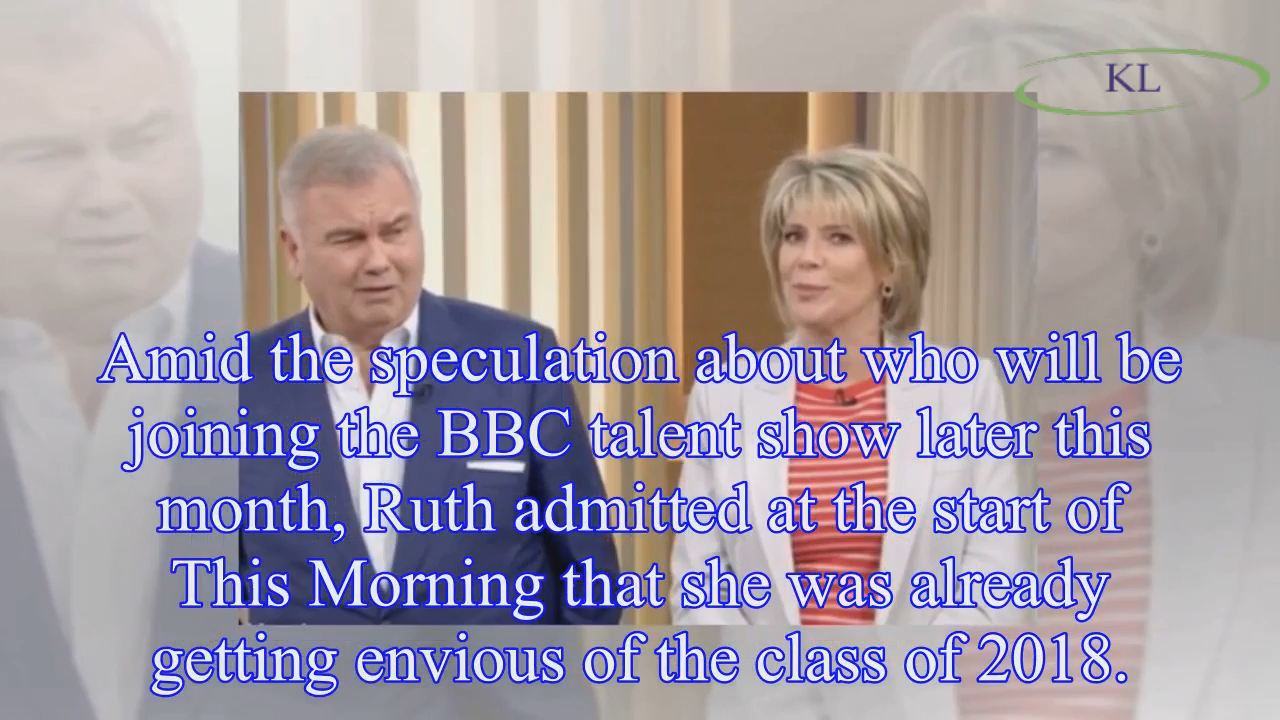 KL
Amid the speculation about who will be
joining the BBC talent show later this
month, Ruth admitted at the start of
This Morning that she was already
getting envious of the class of 2018.